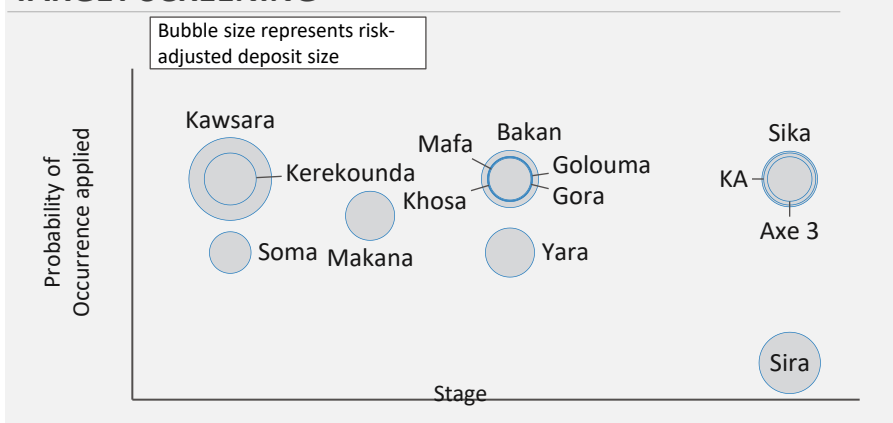 Bubble size represents risk-
adjusted deposit size
Probability of
Occurrence applied
Kawsara
Kerekounda
Soma
Makana
Mafa
Bakan
Golouma
Khosa
Gora
Yara
Sika
KA
Axe 3
Sira
Stage